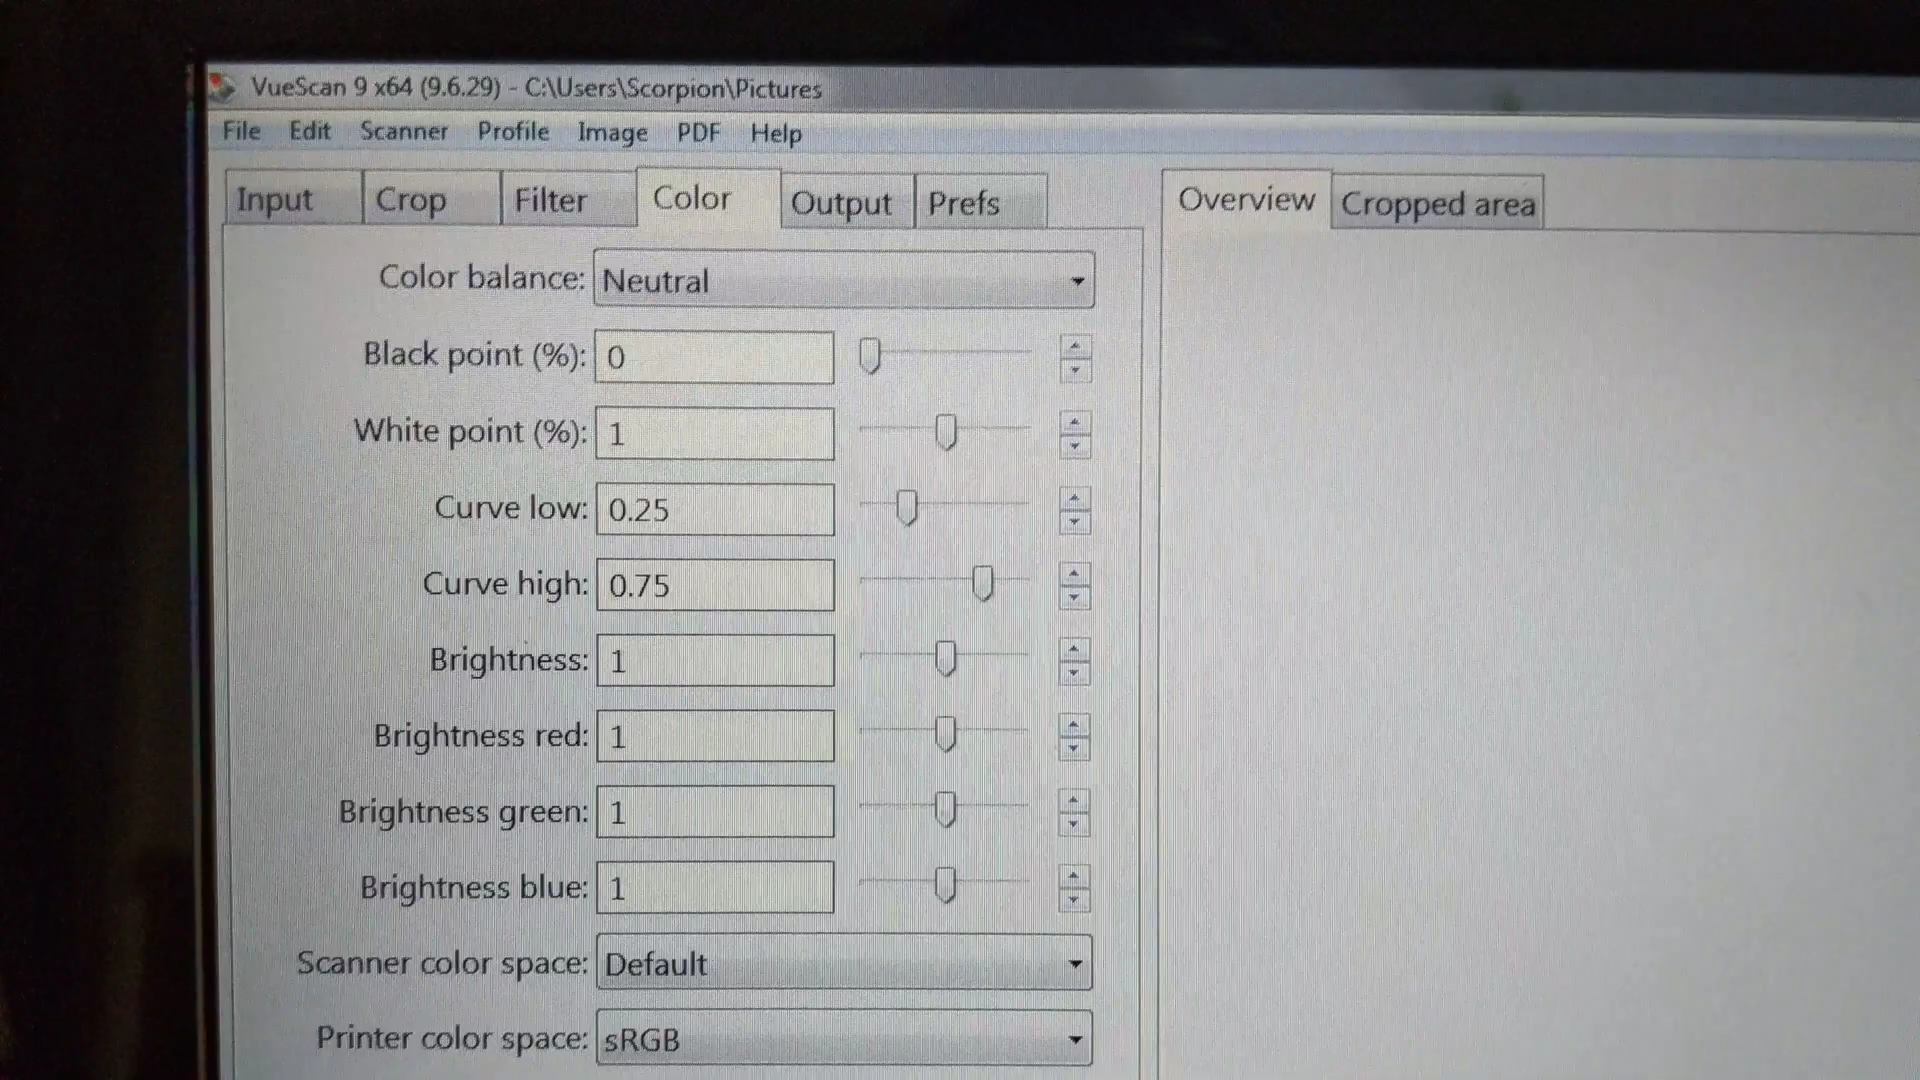 VueScan 9 x64 (9.6.29) - C:\Users\Scorpion\Pictures
File Edit Scanner Profile Image PDF Help
Input Crop Filter Color Output Prefs Overview Cropped area
Color balance: Neutral
Black point (%): 0
White point (%): 1
Curve low: 0.25
Curve high: 0.75
Brightness: 1
Brightness red: 1
Brightness green: 1
Brightness blue: 1
Scanner color space: Default
Printer color space: sRGB